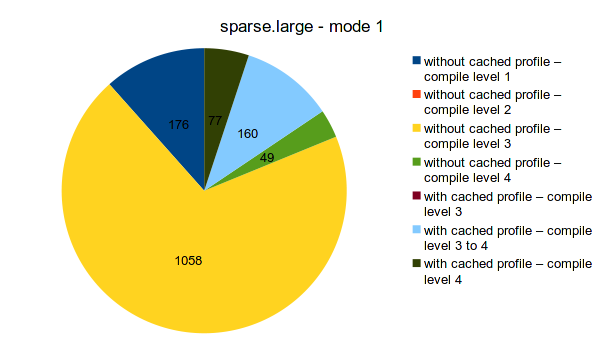 sparse.large - mode 1
176
77
160
49
1058
without cached profile –
compile level 1
without cached profile –
compile level 2
without cached profile –
compile level 3
without cached profile –
compile level 4
with cached profile – compile
level 3
with cached profile – compile
level 3 to 4
with cached profile – compile
level 4